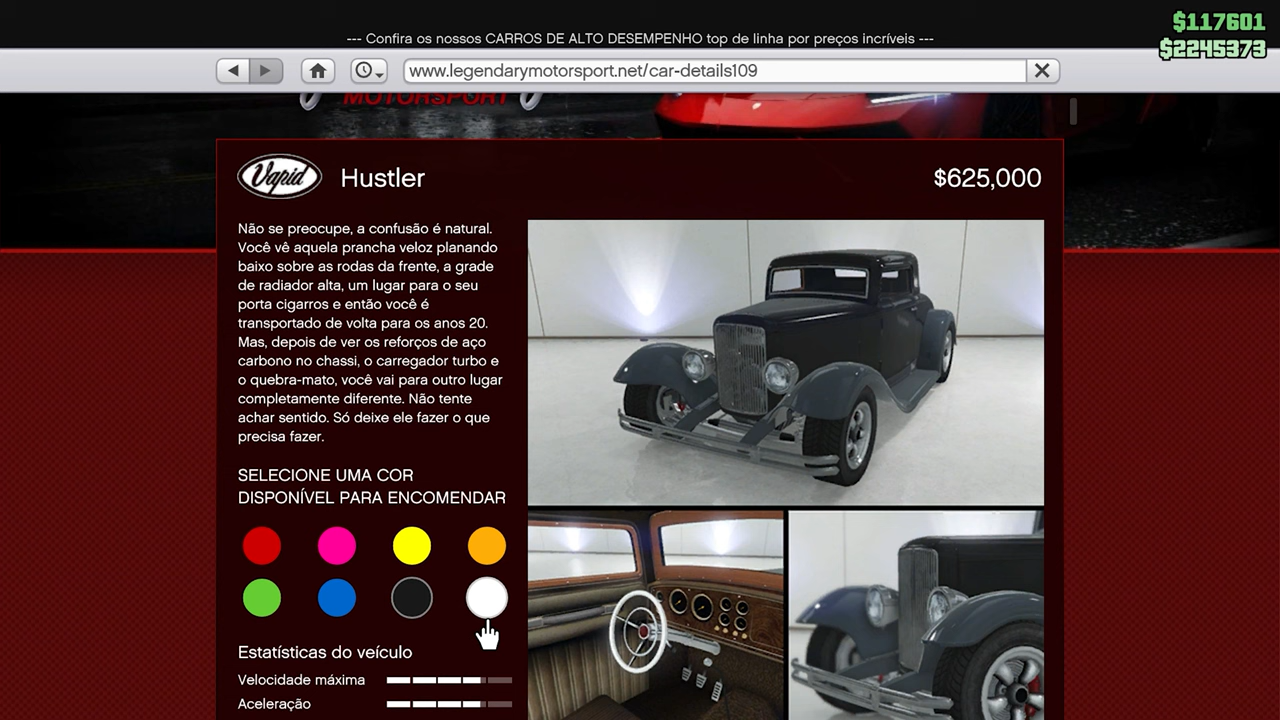 $117601
--- Confira os nossos CARROS DE ALTO DESEMPENHO top de linha por preços incríveis ---
$2245373
www.legendarymotorsport.net/car-details109
MOTORSPORT
Vapid
Hustler
$625,000
Não se preocupe, a confusão é natural.
Você vê aquela prancha veloz planando
baixo sobre as rodas da frente, a grade
de radiador alta, um lugar para o seu
porta cigarros e então você é
transportado de volta para os anos 20.
Mas, depois de ver os reforços de aço
carbono no chassi, o carregador turbo e
o quebra-mato, você vai para outro lugar
completamente diferente. Não tente
achar sentido. Só deixe ele fazer o que
precisa fazer.
SELECIONE UMA COR
DISPONÍVEL PARA ENCOMENDAR
Estatísticas do veículo
Velocidade máxima
Aceleração